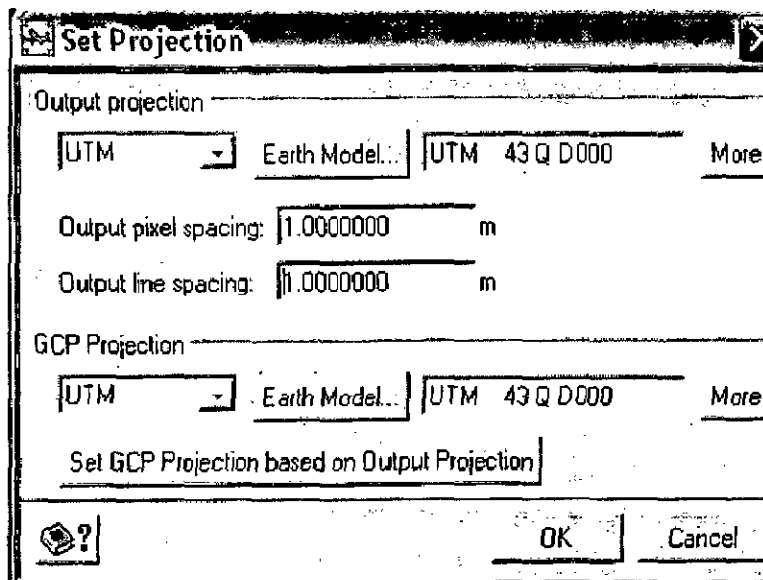 Set Projection
Output projection
UTM Earth Model... UTM 43 Q D000 More
Output pixel spacing: 1.0000000 m
Output line spacing: 1.0000000 m
GCP Projection
UTM Earth Model... UTM 43 Q D000 More
Set GCP Projection based on Output Projection
? OK Cancel